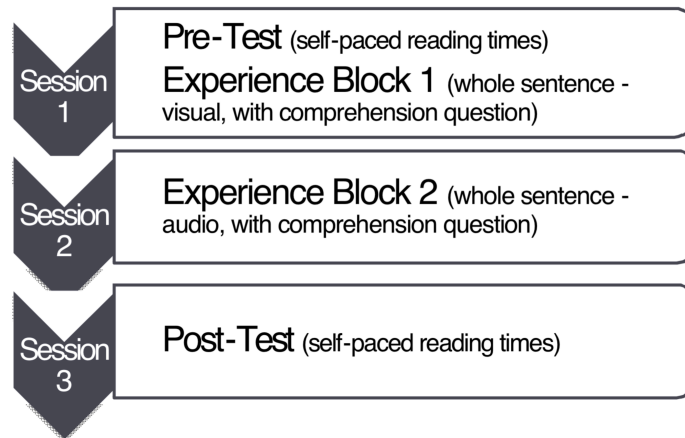 Session
1
Pre-Test (self-paced reading times)
Experience Block 1 (whole sentence -
visual, with comprehension question)
Session
2
Experience Block 2 (whole sentence -
audio, with comprehension question)
Session
3
Post-Test (self-paced reading times)